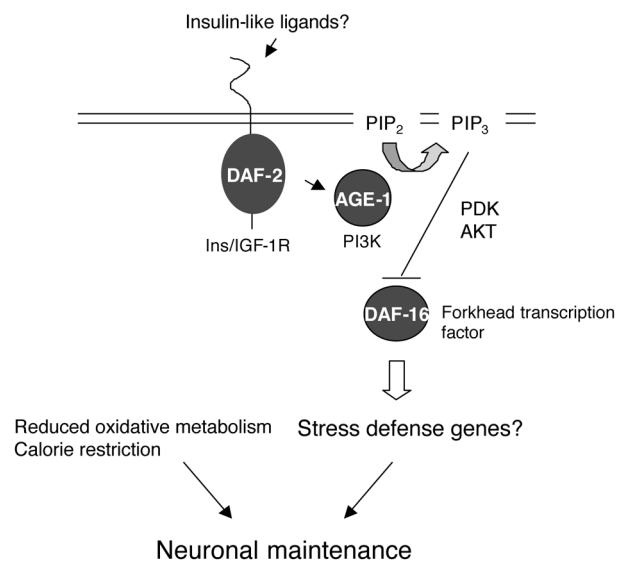 Insulin-like ligands?
PIP2 PIP3
DAF-2
AGE-1
Ins/IGF-1R
PI3K
PDK
AKT
DAF-16
Forkhead transcription
factor
Reduced oxidative metabolism
Calorie restriction
Stress defense genes?
Neuronal maintenance